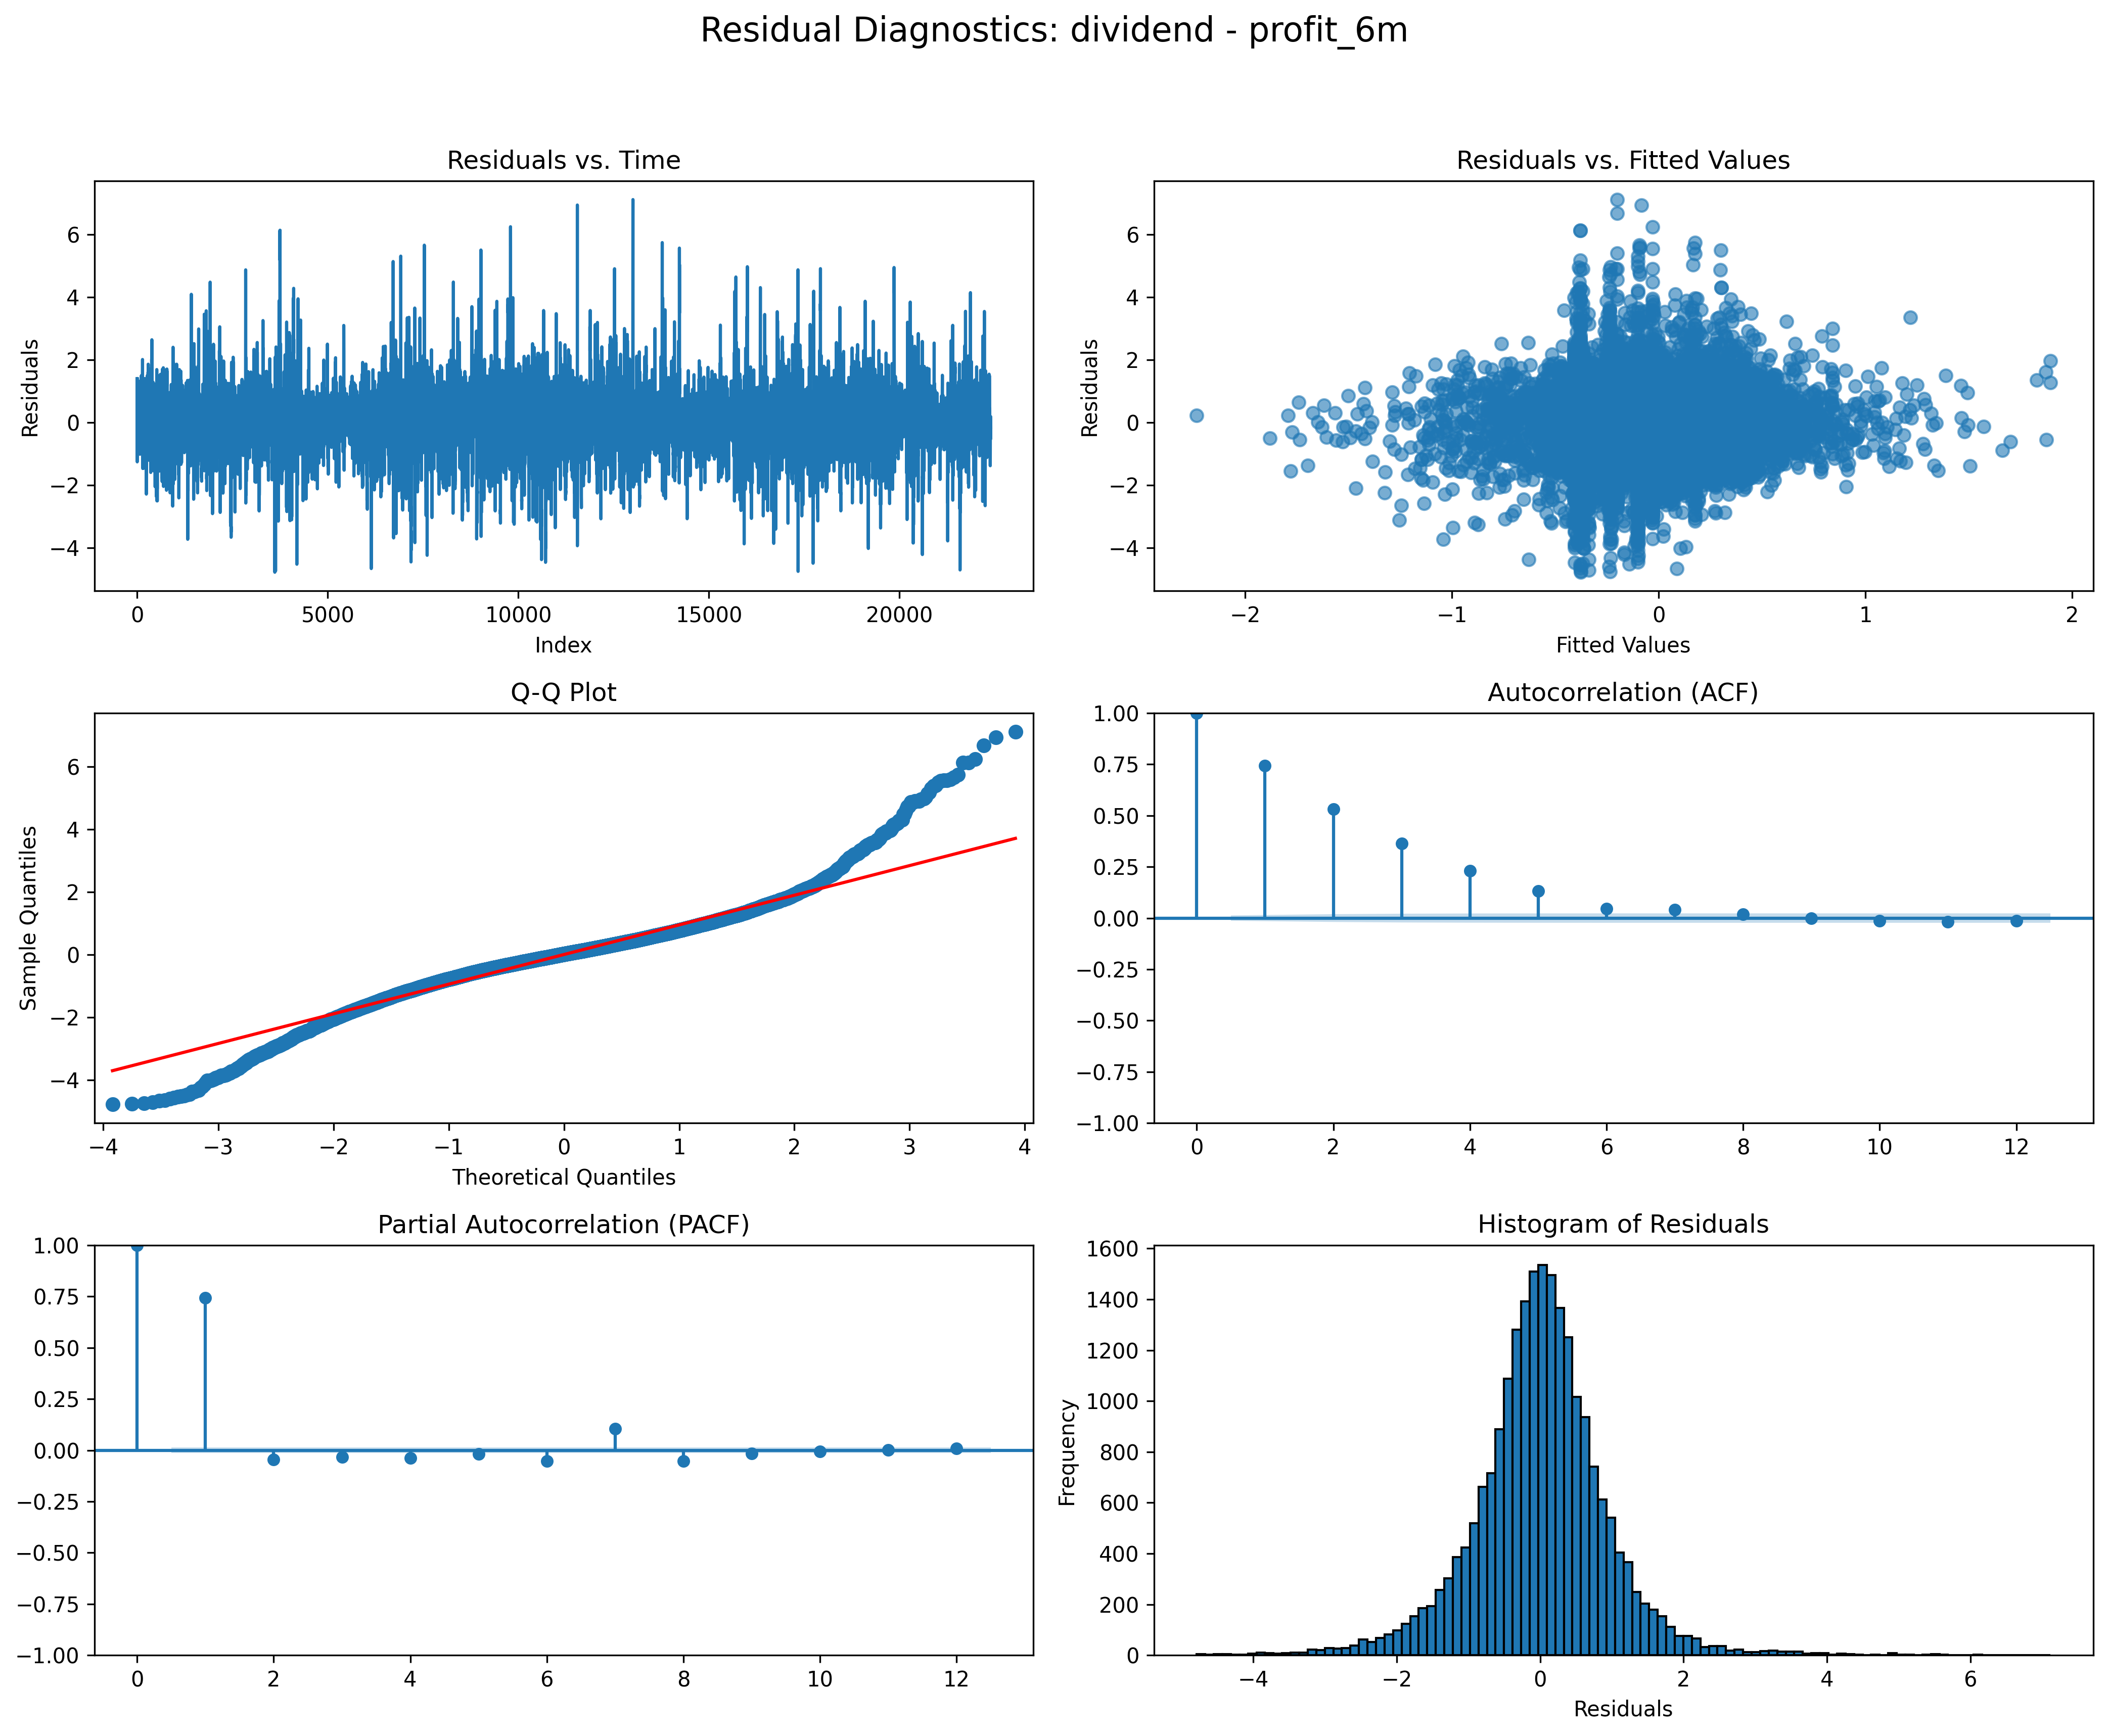 Residual Diagnostics: dividend - profit_6m
Residuals vs. Time
6
4
2
0
−2
−4
Residuals
0 5000 10000 15000 20000
Index
Residuals vs. Fitted Values
6
4
2
0
−2
−4
Residuals
−2 −1 0 1 2
Fitted Values
Q-Q Plot
6
4
2
0
−2
−4
Sample Quantiles
−4 −3 −2 −1 0 1 2 3 4
Theoretical Quantiles
Autocorrelation (ACF)
1.00
0.75
0.50
0.25
0.00
−0.25
−0.50
−0.75
−1.00
0 2 4 6 8 10 12
Partial Autocorrelation (PACF)
1.00
0.75
0.50
0.25
0.00
−0.25
−0.50
−0.75
−1.00
0 2 4 6 8 10 12
Histogram of Residuals
1600
1400
1200
1000
800
600
400
200
0
Frequency
−4 −2 0 2 4 6
Residuals